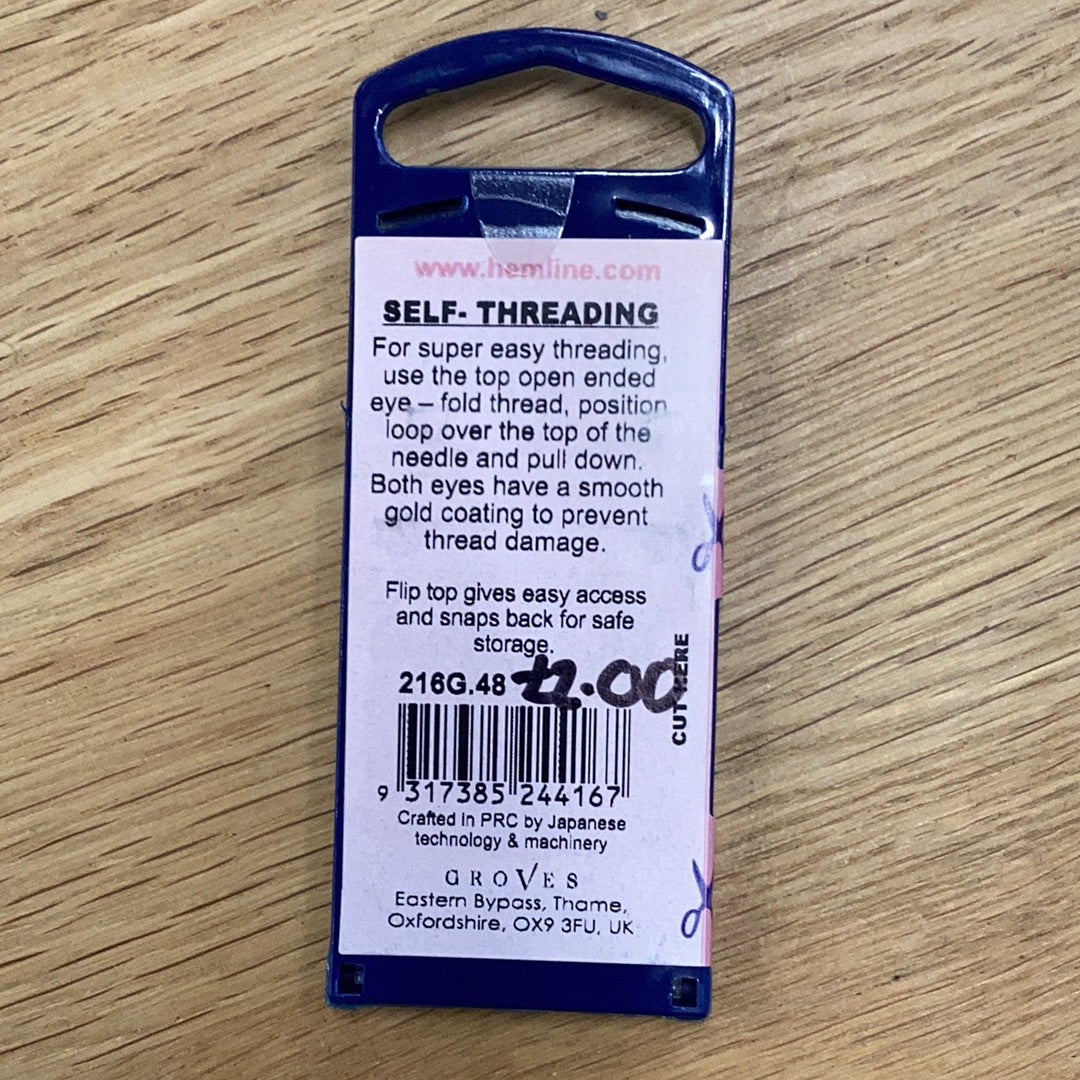 www.hemline.com
SELF- THREADING
For super easy threading,
use the top open ended
eye – fold thread, position
loop over the top of the
needle and pull down.
Both eyes have a smooth
gold coating to prevent
thread damage.
Flip top gives easy access
and snaps back for safe
storage.
216G.48 £2.00
CUT HERE
9 317385 244167
Crafted in PRC by Japanese
technology & machinery
GROVES
Eastern Bypass, Thame,
Oxfordshire, OX9 3FU, UK